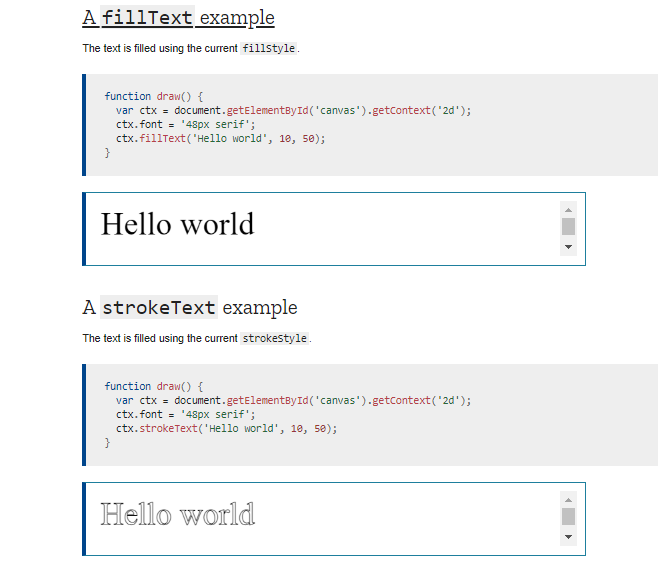 A fillText example
The text is filled using the current fillStyle.
function draw() {
  var ctx = document.getElementById('canvas').getContext('2d');
  ctx.font = '48px serif';
  ctx.fillText('Hello world', 10, 50);
}
Hello world
A strokeText example
The text is filled using the current strokeStyle.
function draw() {
  var ctx = document.getElementById('canvas').getContext('2d');
  ctx.font = '48px serif';
  ctx.strokeText('Hello world', 10, 50);
}
Hello world